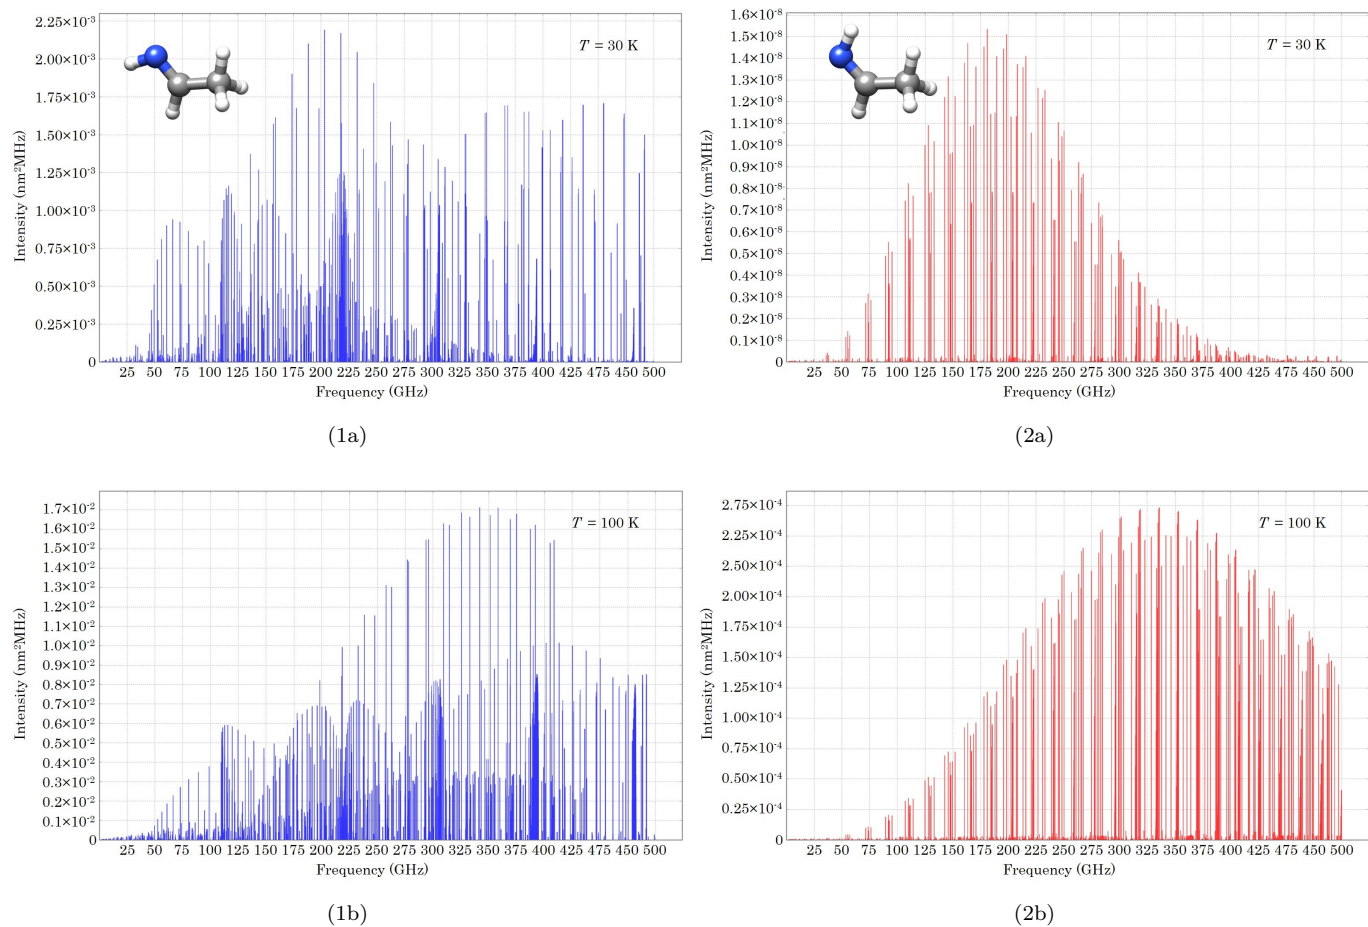 2.25×10⁻³
2.00×10⁻³
1.75×10⁻³
1.50×10⁻³
1.25×10⁻³
1.00×10⁻³
0.75×10⁻³
0.50×10⁻³
0.25×10⁻³
0
Intensity (nm²MHz)
T = 30 K
25 50 75 100 125 150 175 200 225 250 275 300 325 350 375 400 425 450 475 500
Frequency (GHz)
(1a)
1.6×10⁻⁸
1.5×10⁻⁸
1.4×10⁻⁸
1.3×10⁻⁸
1.2×10⁻⁸
1.1×10⁻⁸
1.0×10⁻⁸
0.9×10⁻⁸
0.8×10⁻⁸
0.7×10⁻⁸
0.6×10⁻⁸
0.5×10⁻⁸
0.4×10⁻⁸
0.3×10⁻⁸
0.2×10⁻⁸
0.1×10⁻⁸
0
Intensity (nm²MHz)
T = 30 K
25 50 75 100 125 150 175 200 225 250 275 300 325 350 375 400 425 450 475 500
Frequency (GHz)
(2a)
1.7×10⁻²
1.6×10⁻²
1.5×10⁻²
1.4×10⁻²
1.3×10⁻²
1.2×10⁻²
1.1×10⁻²
1.0×10⁻²
0.9×10⁻²
0.8×10⁻²
0.7×10⁻²
0.6×10⁻²
0.5×10⁻²
0.4×10⁻²
0.3×10⁻²
0.2×10⁻²
0.1×10⁻²
0
Intensity (nm²MHz)
T = 100 K
25 50 75 100 125 150 175 200 225 250 275 300 325 350 375 400 425 450 475 500
Frequency (GHz)
(1b)
2.75×10⁻⁴
2.25×10⁻⁴
2.50×10⁻⁴
2.00×10⁻⁴
1.75×10⁻⁴
1.50×10⁻⁴
1.25×10⁻⁴
1.00×10⁻⁴
0.75×10⁻⁴
0.50×10⁻⁴
0.25×10⁻⁴
0
Intensity (nm²MHz)
T = 100 K
25 50 75 100 125 150 175 200 225 250 275 300 325 350 375 400 425 450 475 500
Frequency (GHz)
(2b)